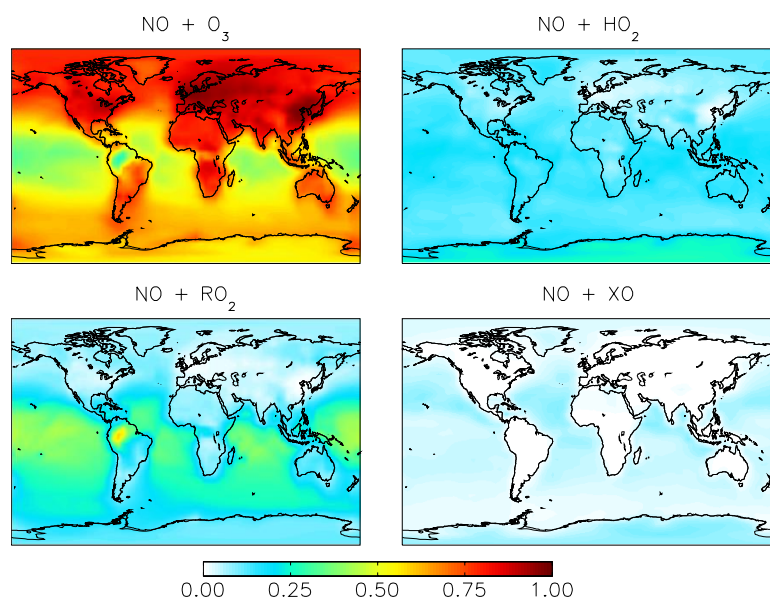 NO + O₃
NO + HO₂
NO + RO₂
NO + XO
0.00 0.25 0.50 0.75 1.00